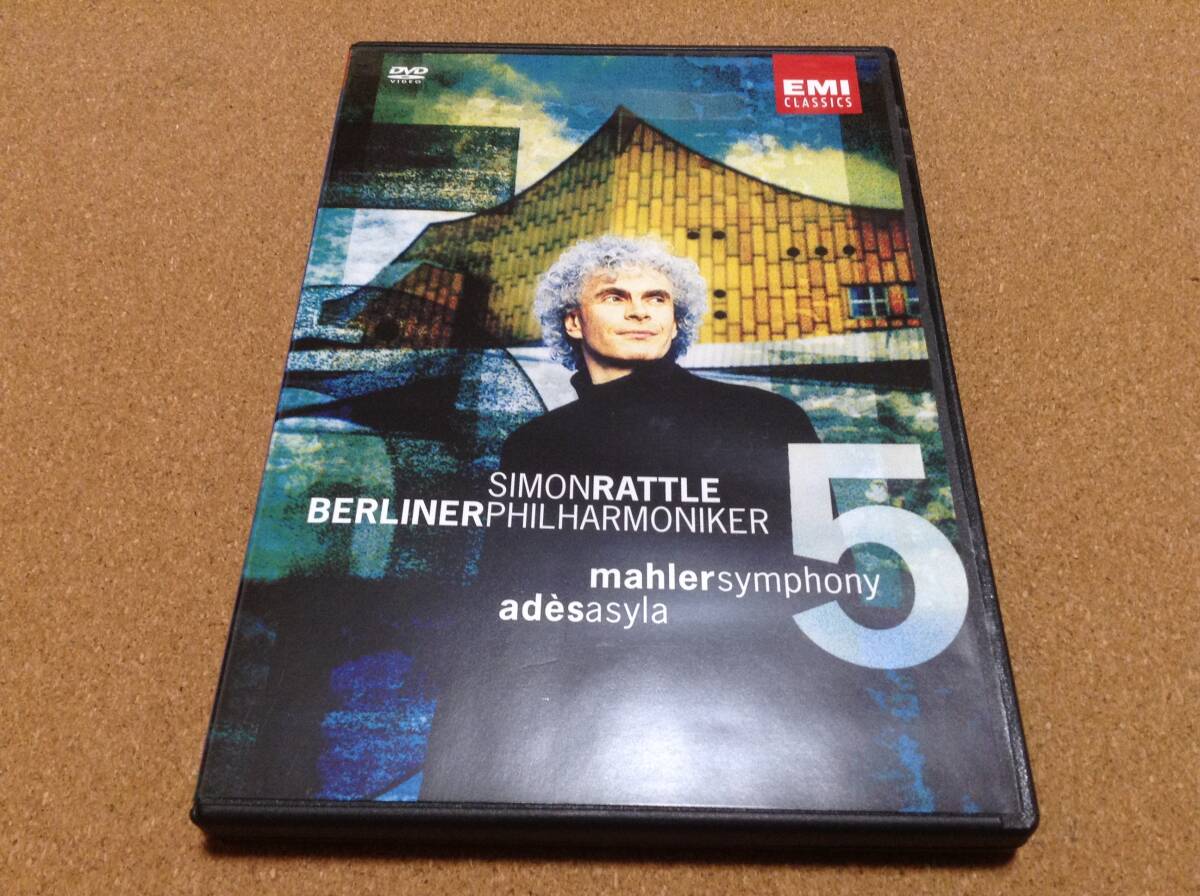 DVD
VIDEO
EMI
CLASSICS
SIMONRATTLE
BERLINERPHILHARMONIKER
mahlersymphony 5
adèsasyla